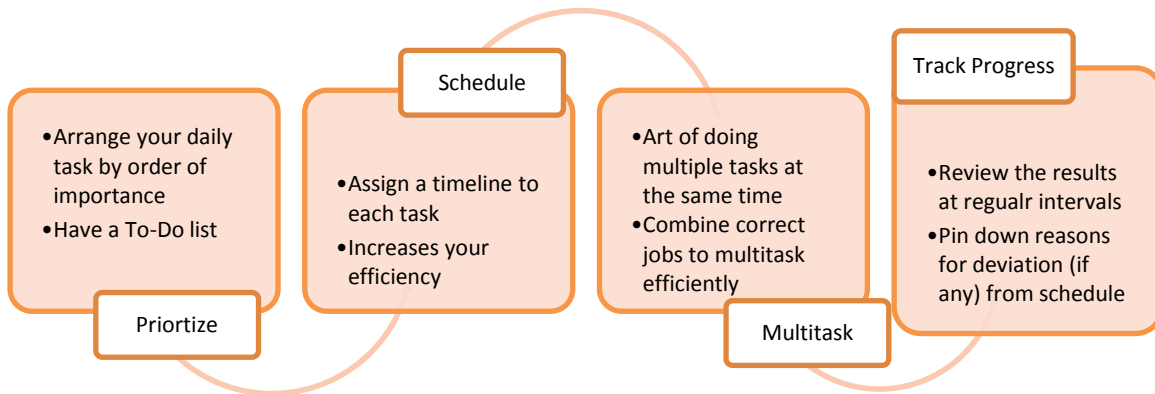 •Arrange your daily
task by order of
importance
•Have a To-Do list
Priortize
Schedule
•Assign a timeline to
each task
•Increases your
efficiency
•Art of doing
multiple tasks at
the same time
•Combine correct
jobs to multitask
efficiently
Multitask
Track Progress
•Review the results
at regualr intervals
•Pin down reasons
for deviation (if
any) from schedule